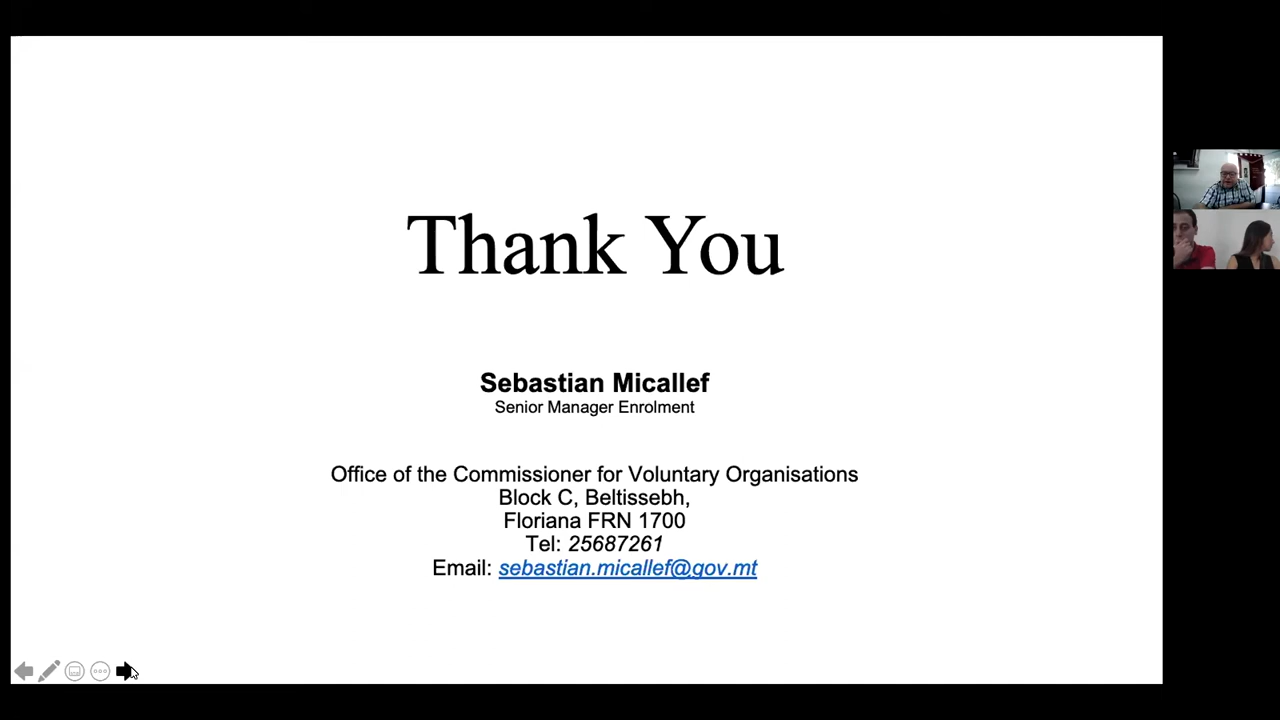 Thank You
Sebastian Micallef
Senior Manager Enrolment
Office of the Commissioner for Voluntary Organisations
Block C, Beltissebh,
Floriana FRN 1700
Tel: 25687261
Email: sebastian.micallef@gov.mt